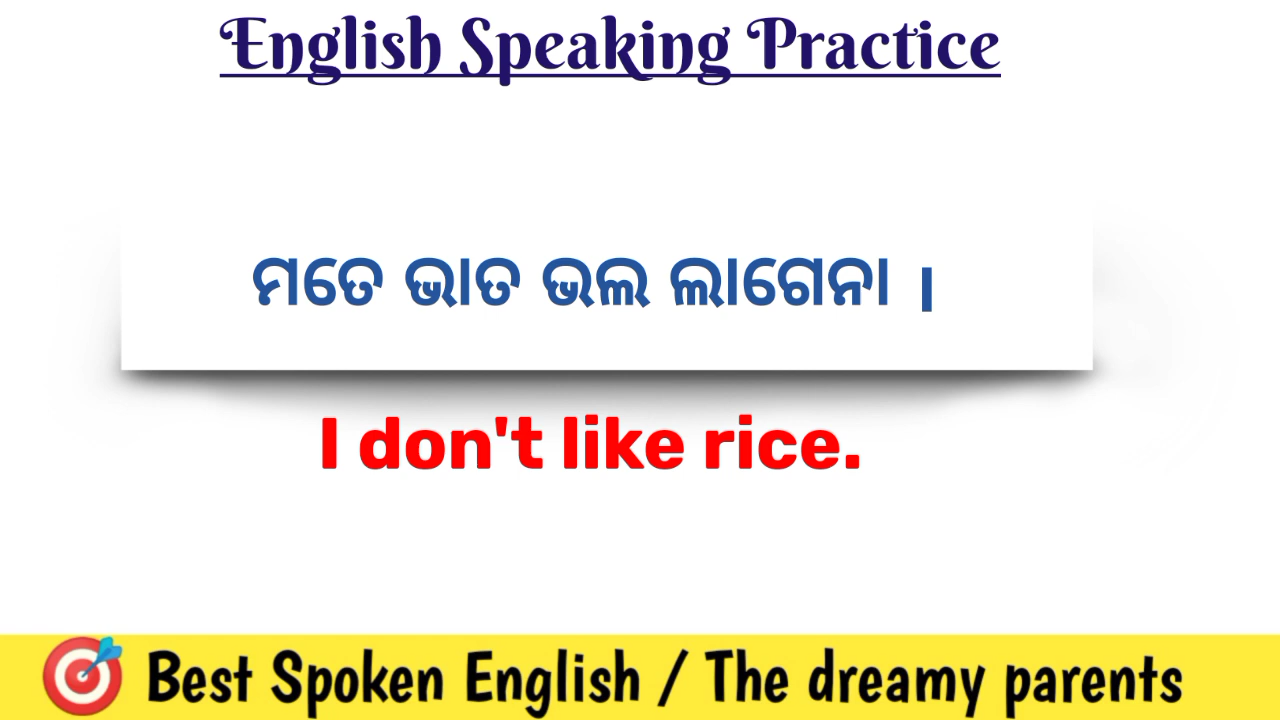 English Speaking Practice
ମତେ ଭାତ ଭଲ ଲାଗେନା ।
I don't like rice.
Best Spoken English / The dreamy parents